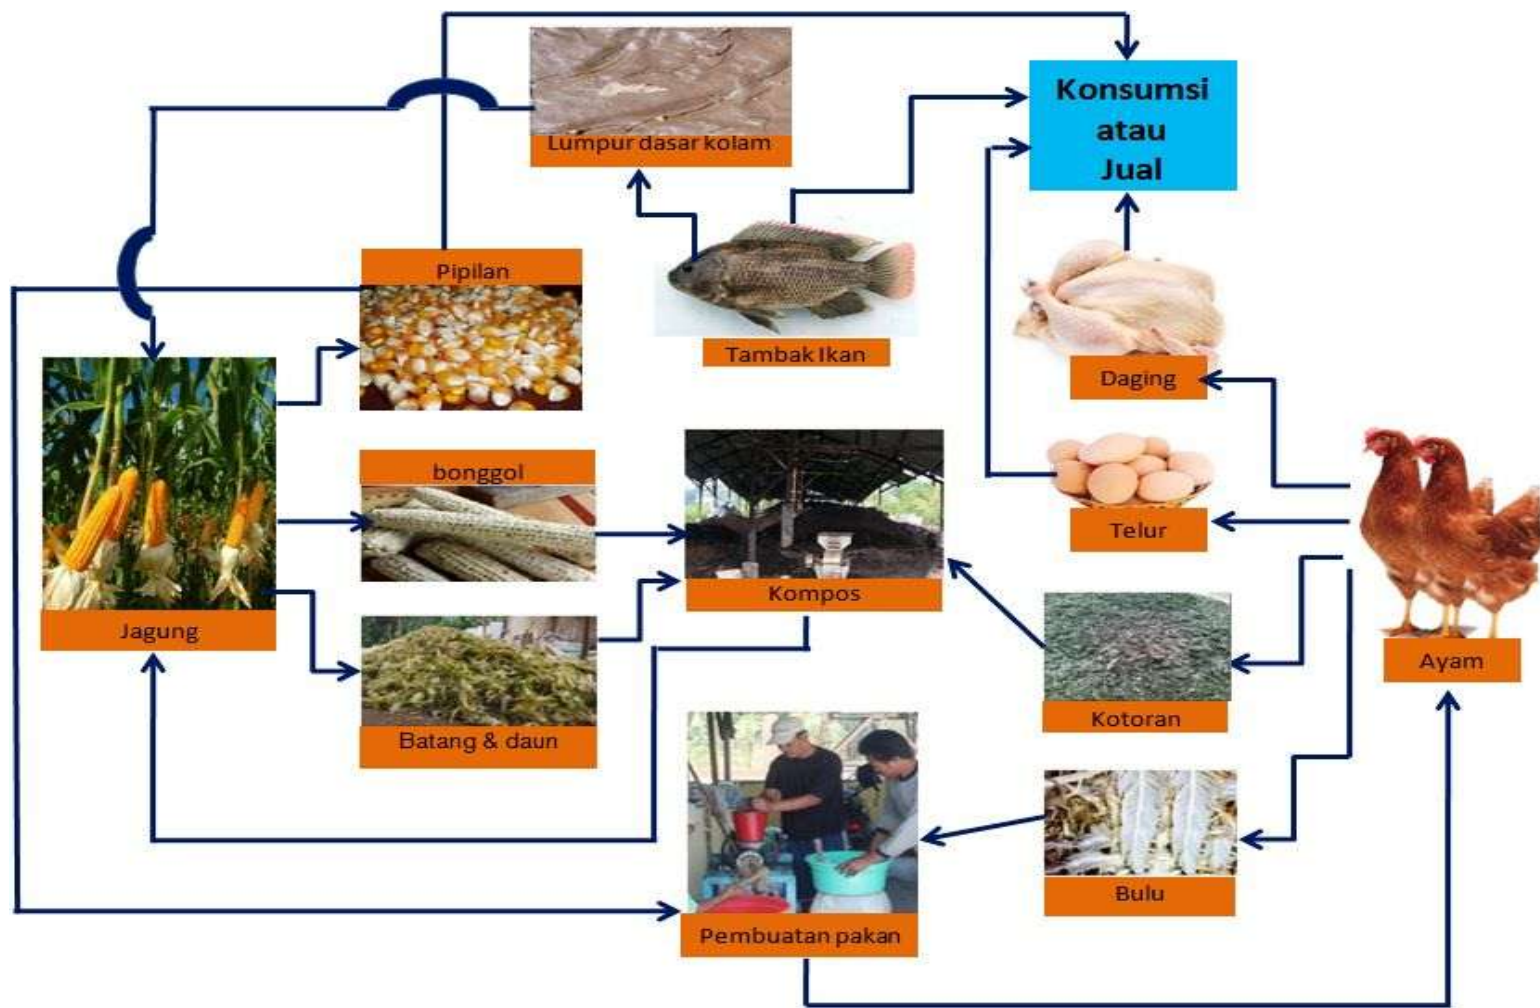 Konsumsi
atau
Jual
Lumpur dasar kolam
Pipilan
Tambak Ikan
Daging
bonggol
Telur
Kompos
Jagung
Ayam
Kotoran
Batang & daun
Bulu
Pembuatan pakan